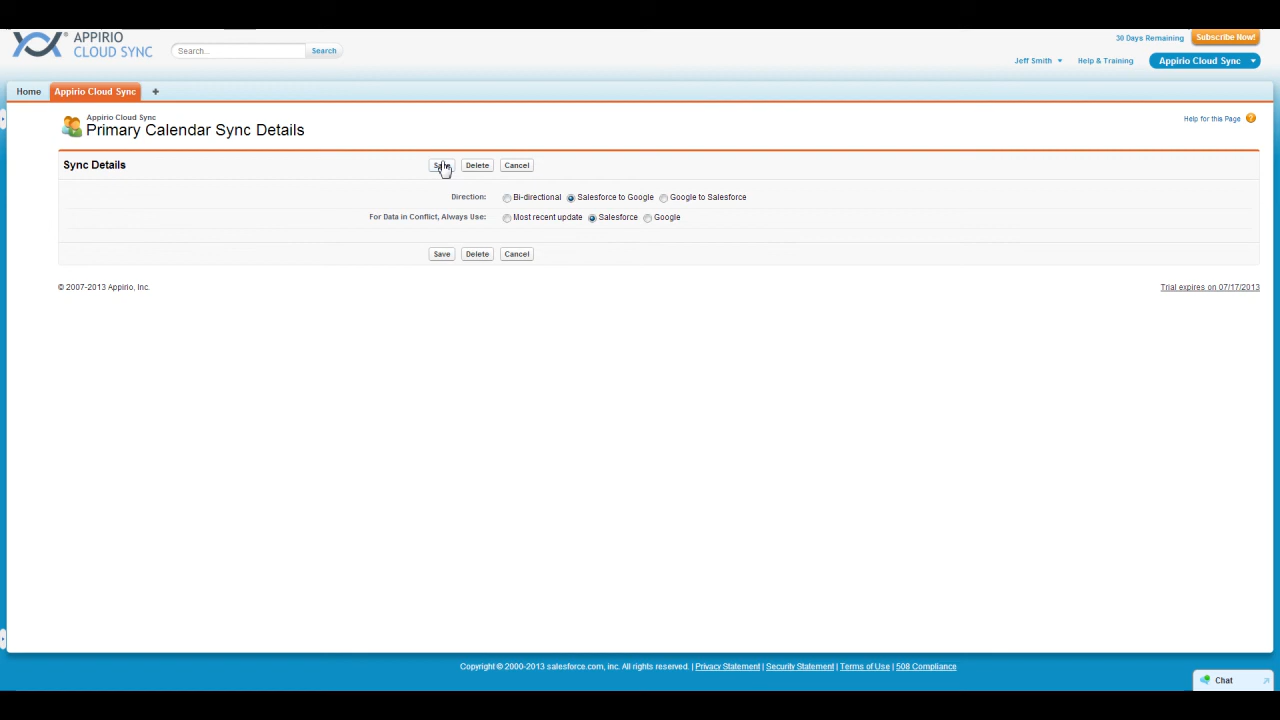 APPIRIO
CLOUD SYNC
Search...
Search
30 Days Remaining
Subscribe Now!
Jeff Smith
Help & Training
Appirio Cloud Sync
Home
Appirio Cloud Sync
+
Appirio Cloud Sync
Primary Calendar Sync Details
Help for this Page
Sync Details
Save
Delete
Cancel
Direction:
Bi-directional
Salesforce to Google
Google to Salesforce
For Data in Conflict, Always Use:
Most recent update
Salesforce
Google
Save
Delete
Cancel
© 2007-2013 Appirio, Inc.
Trial expires on 07/17/2013
Copyright © 2000-2013 salesforce.com, inc. All rights reserved. | Privacy Statement | Security Statement | Terms of Use | 508 Compliance
Chat